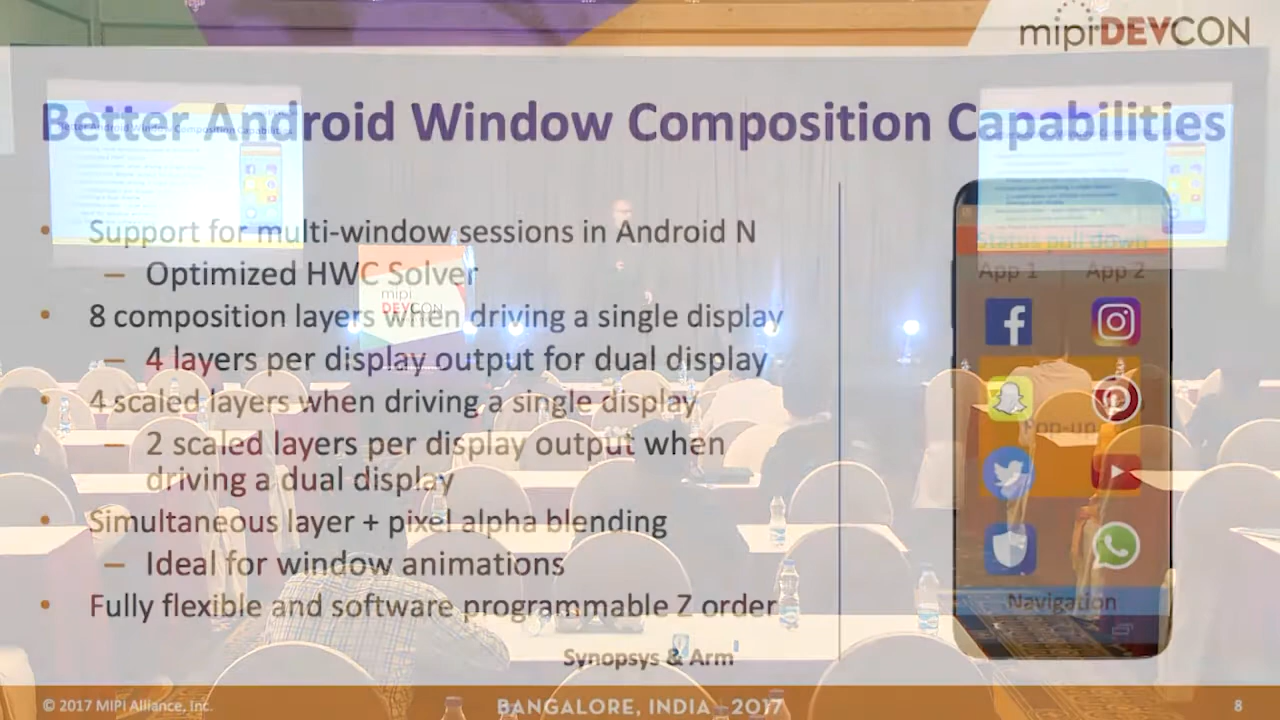 mipi DEVCON
Better Android Window Composition Capabilities
• Support for multi-window sessions in Android N
– Optimized HWC Solver
• 8 composition layers when driving a single display
– 4 layers per display output for dual display
• 4 scaled layers when driving a single display
– 2 scaled layers per display output when
driving a dual display
• Simultaneous layer + pixel alpha blending
– Ideal for window animations
• Fully flexible and software programmable Z order
Status pull down
App 1 App 2
Pop-up
Navigation
mipi
DEVCON
Synopsys & Arm
© 2017 MIPI Alliance, Inc.
BANGALORE, INDIA 2017
8